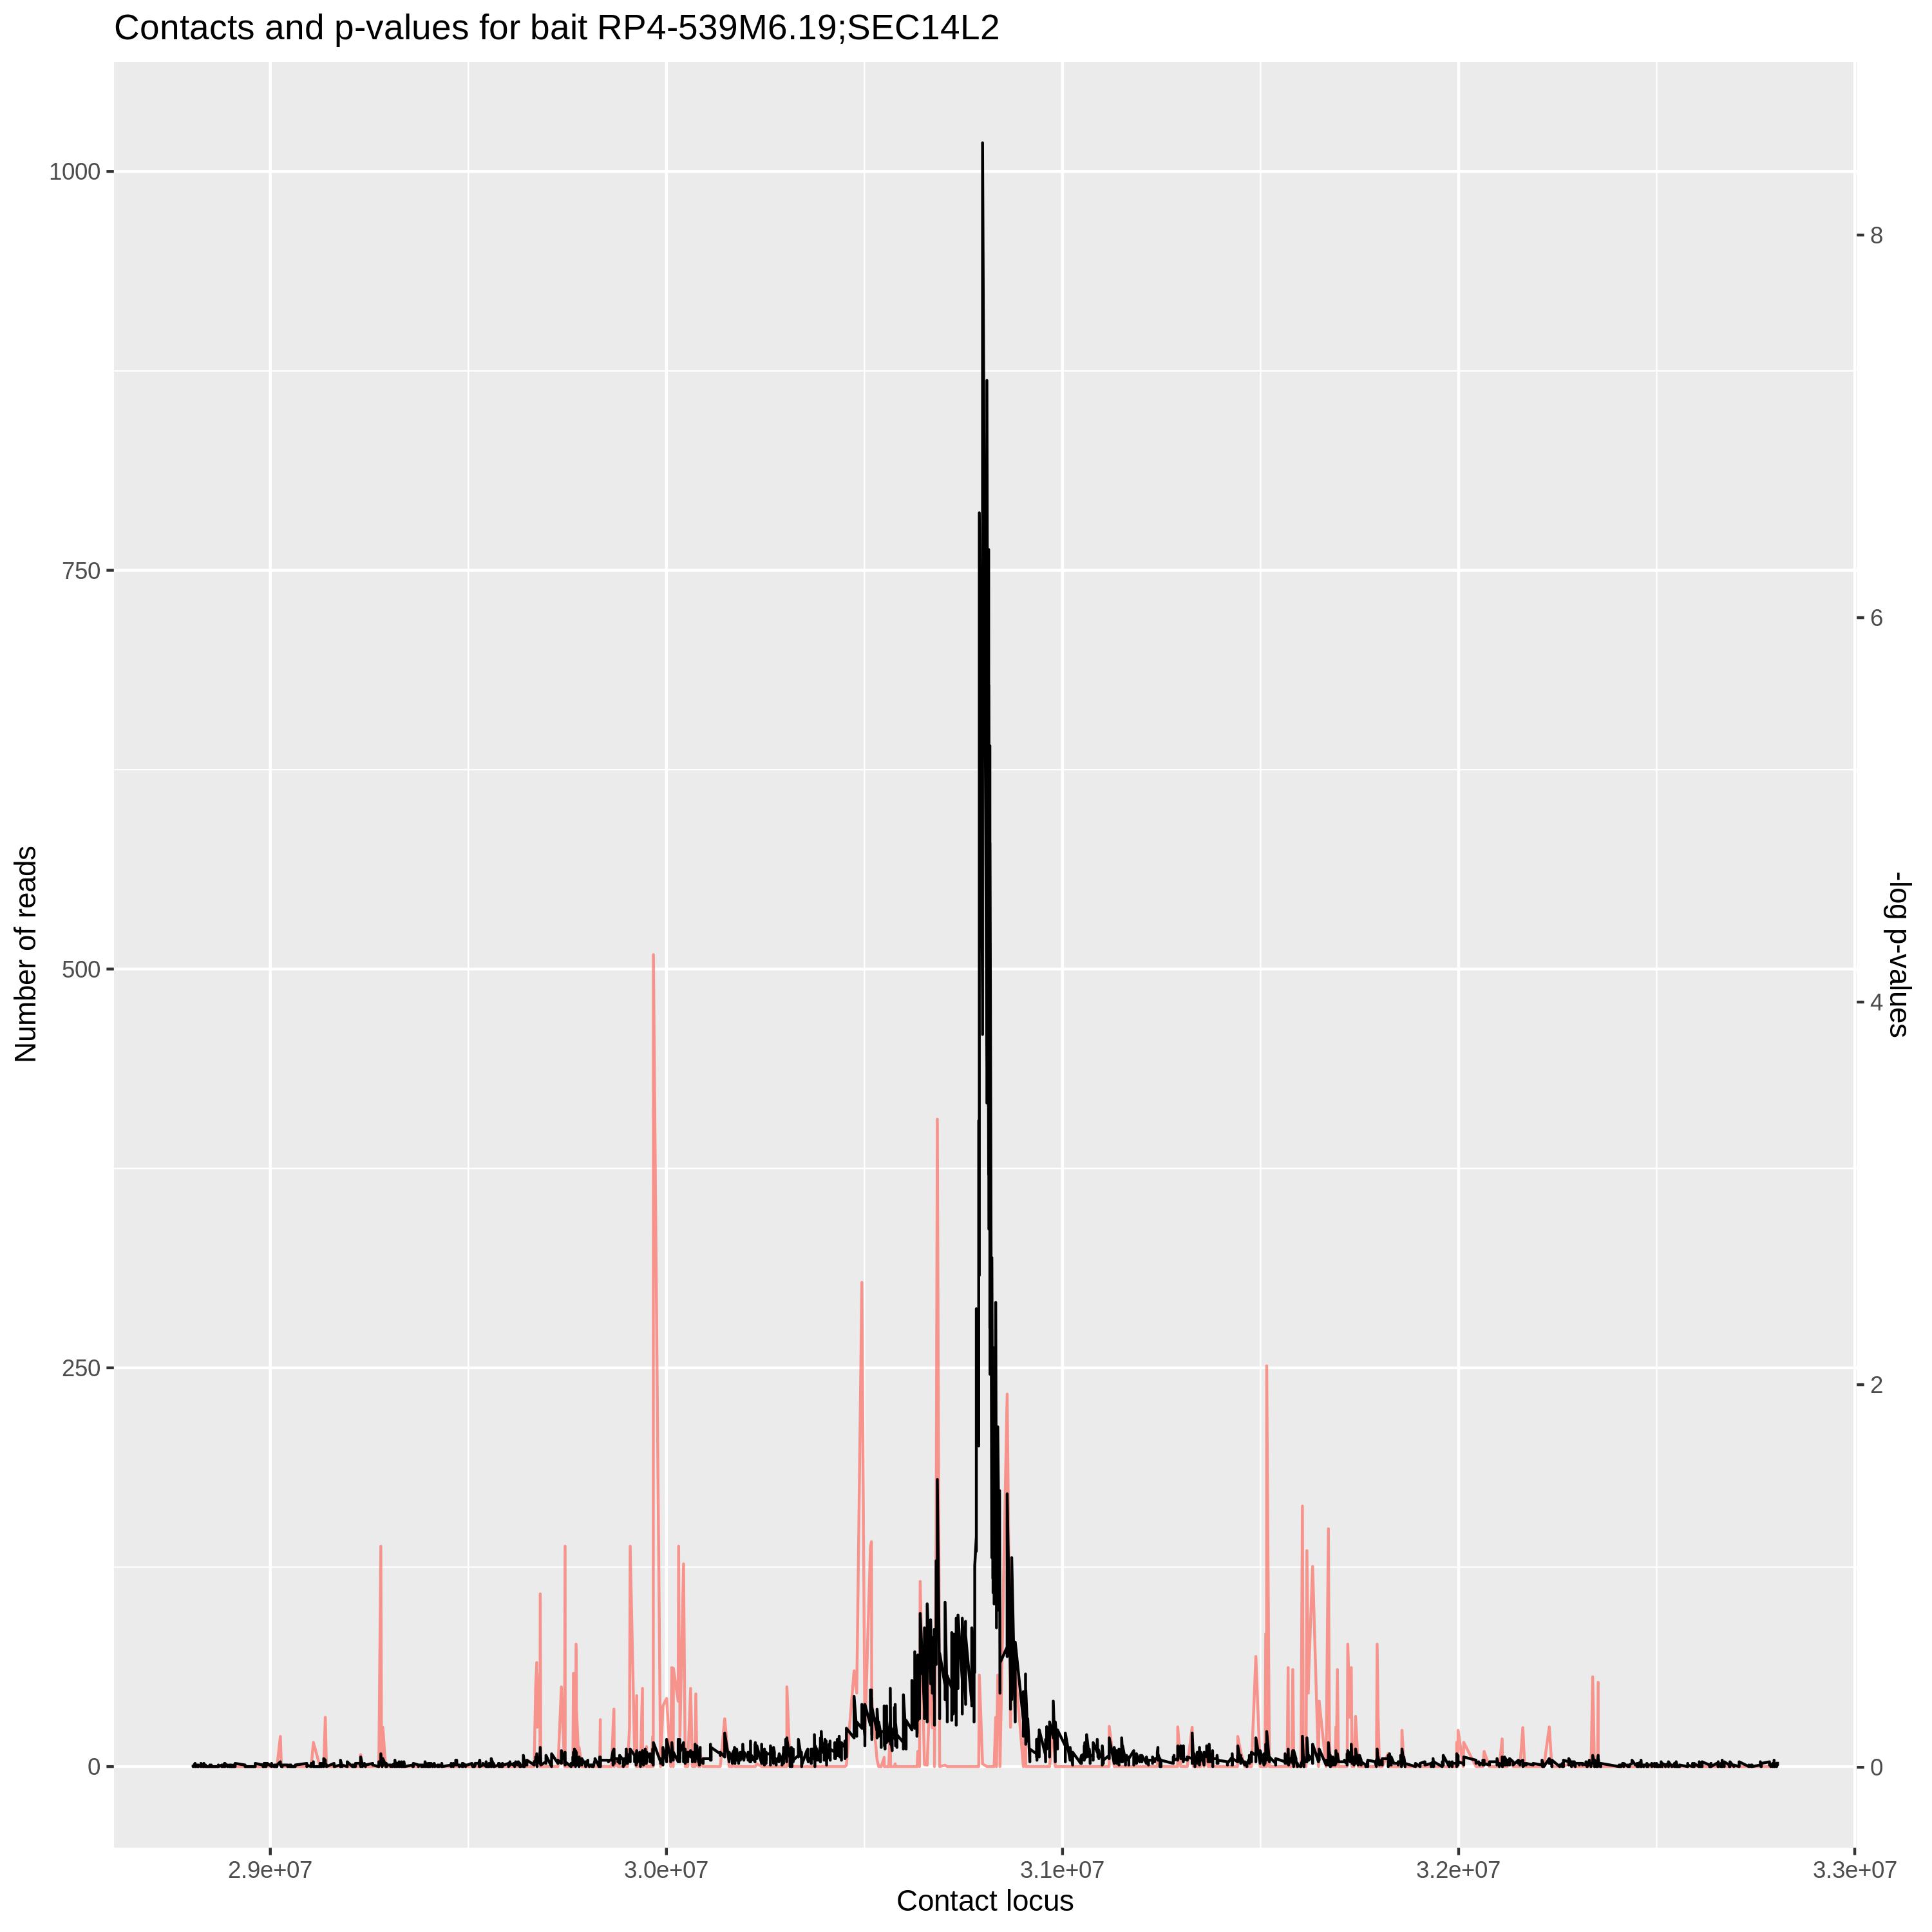 Contacts and p-values for bait RP4-539M6.19;SEC14L2
1000
750
500
250
0
Number of reads
8
6
4
2
0
-log p-values
2.9e+07 3.0e+07 3.1e+07 3.2e+07 3.3e+07
Contact locus